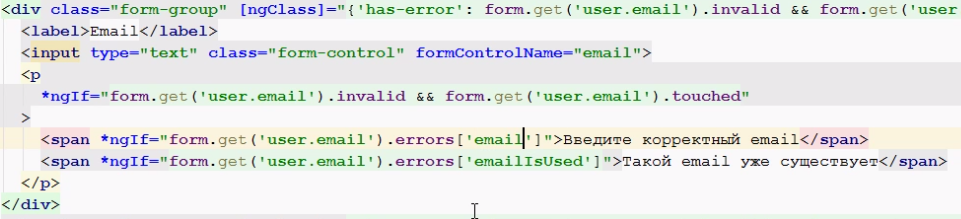 <div class="form-group" [ngClass]="{'has-error': form.get('user.email').invalid && form.get('user
<label>Email</label>
<input type="text" class="form-control" formControlName="email">
<p
*ngIf="form.get('user.email').invalid && form.get('user.email').touched"
>
<span *ngIf="form.get('user.email').errors['email']">Введите корректный email</span>
<span *ngIf="form.get('user.email').errors['emailIsUsed']">Такой email уже существует</span>
</p>
</div>